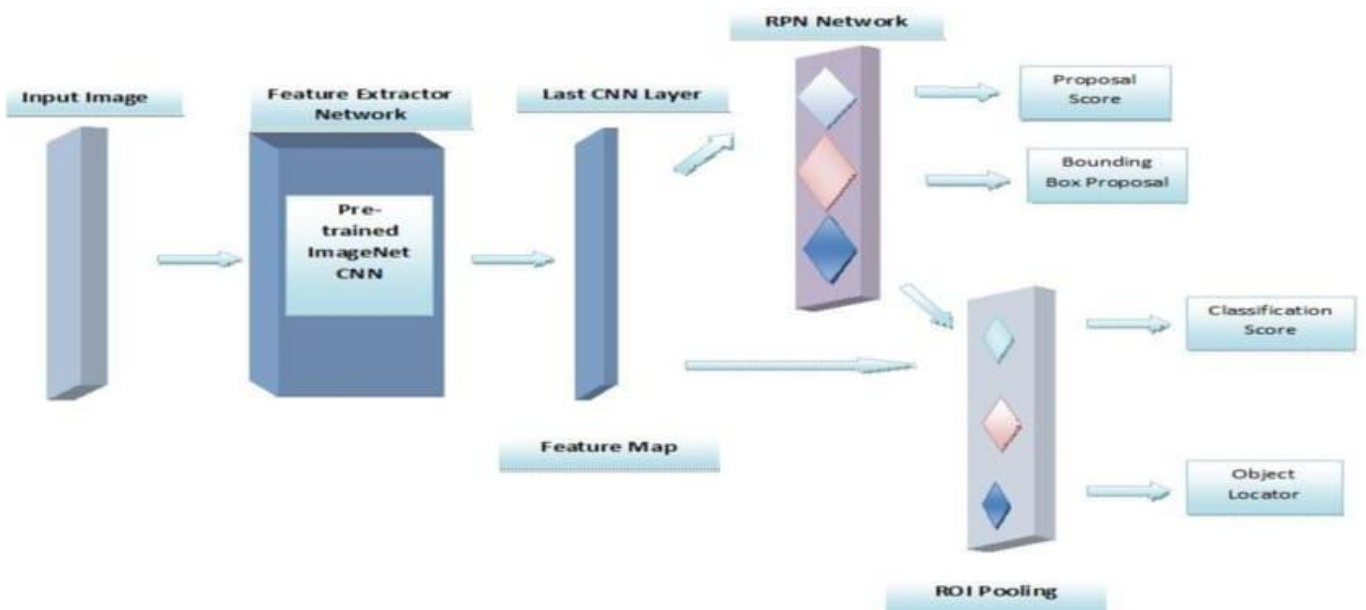 RPN Network
Input Image
Feature Extractor
Network
Last CNN Layer
Proposal
Score
Bounding
Box Proposal
Pre-
trained
ImageNet
CNN
Classification
Score
Feature Map
Object
Locator
ROI Pooling